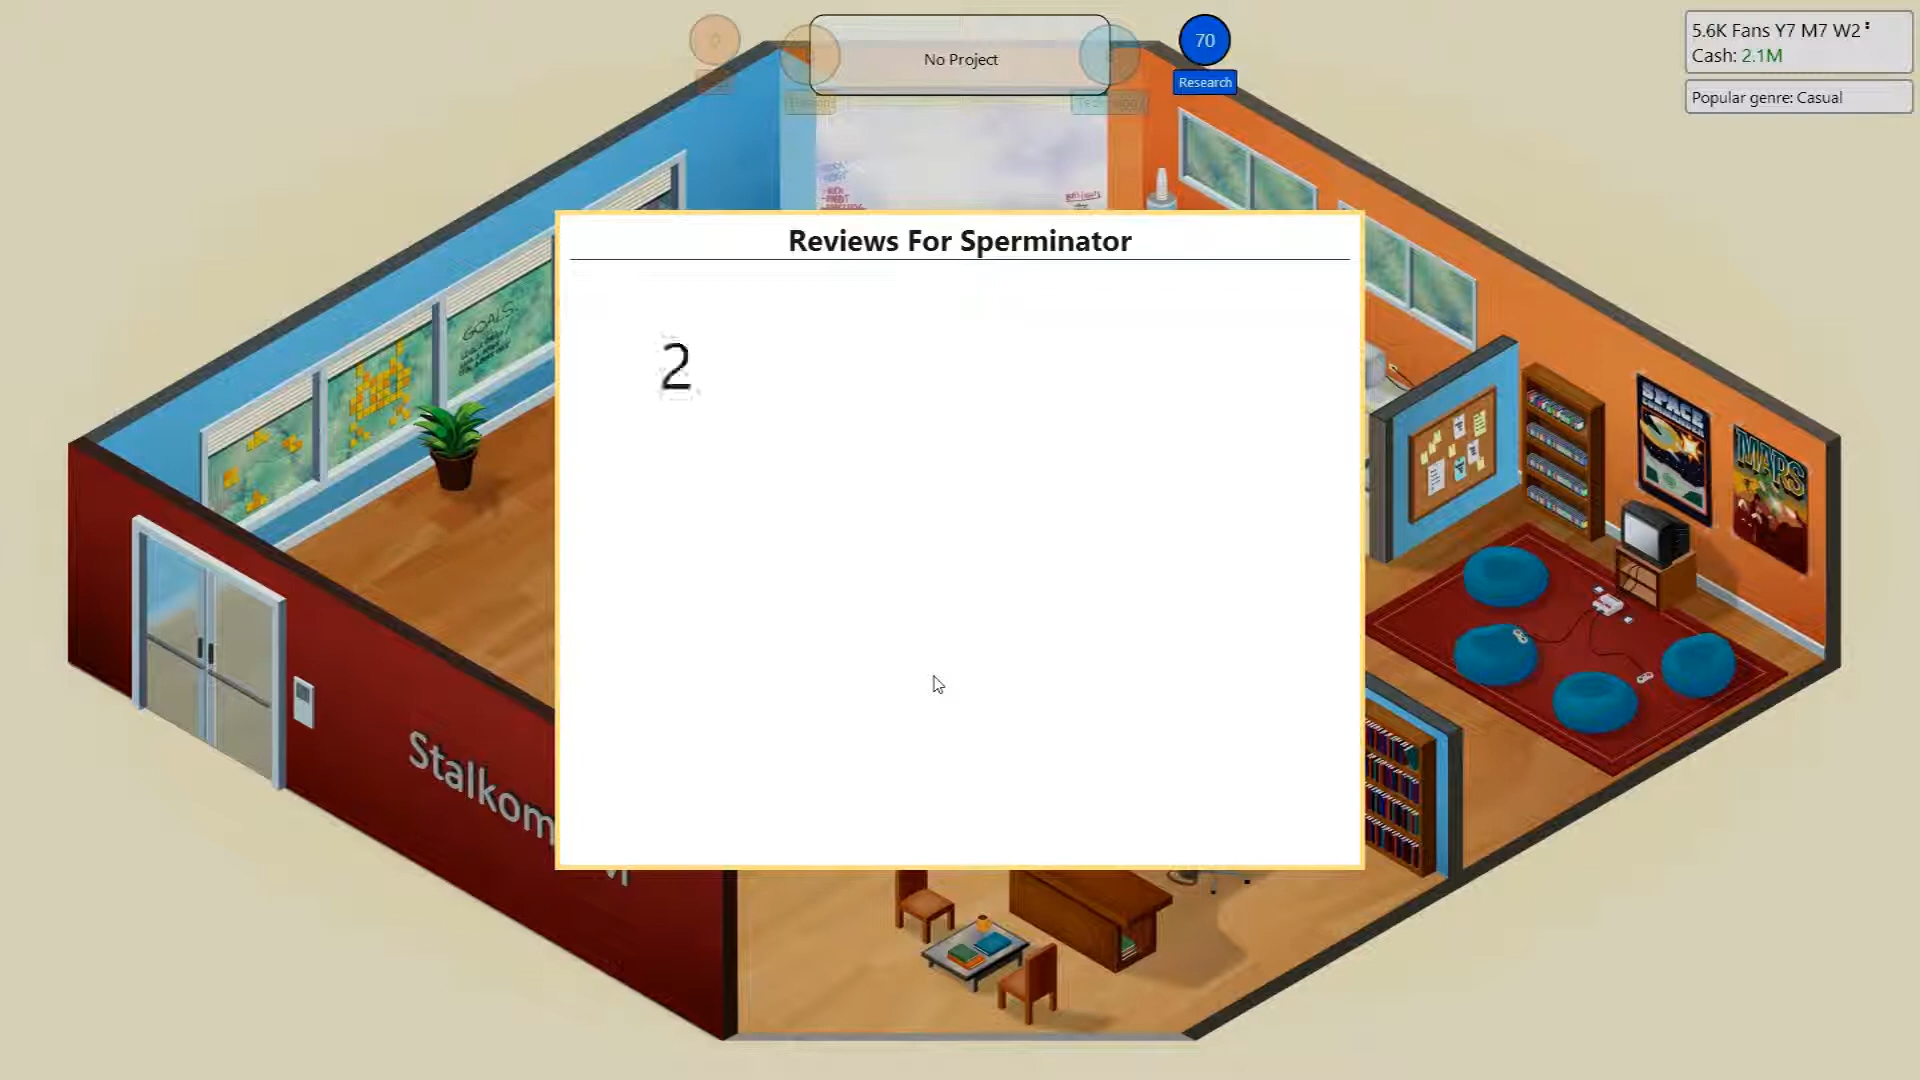 No Project
70
Research
5.6K Fans Y7 M7 W2
Cash: 2.1M
Popular genre: Casual
Reviews For Sperminator
2
GOALS:
SPACE
MARS
Stalkom